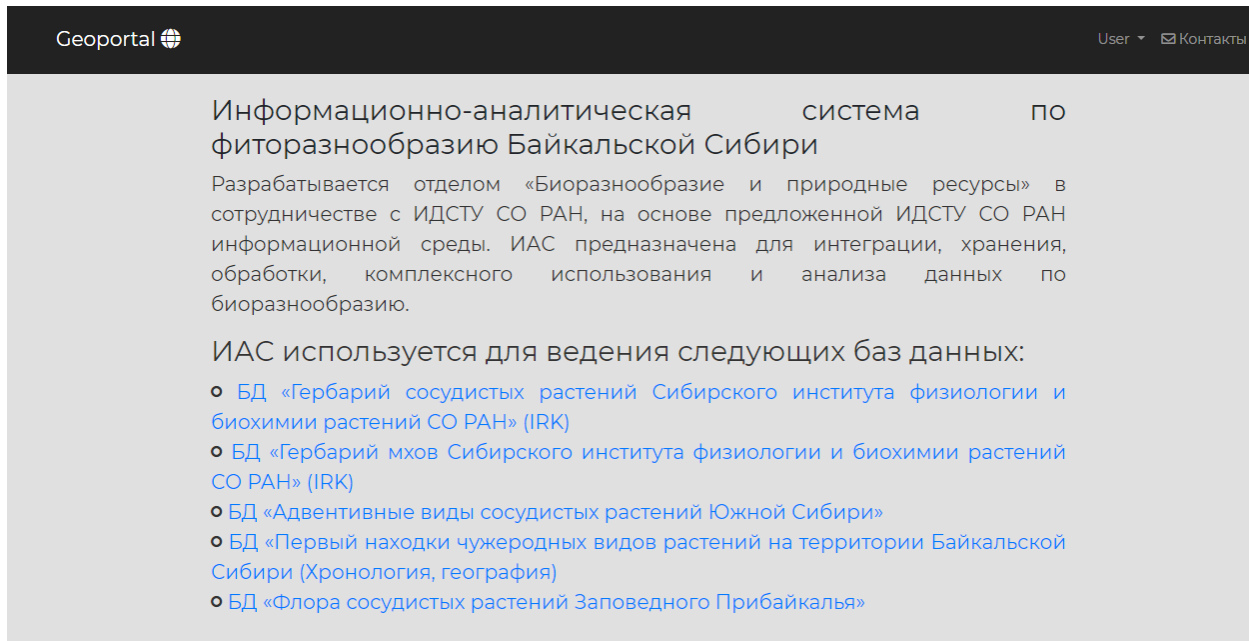 Geoportal
User
Контакты
Информационно-аналитическая система по
фиторазнообразию Байкальской Сибири
Разрабатывается отделом «Биоразнообразие и природные ресурсы» в
сотрудничестве с ИДСТУ СО РАН, на основе предложенной ИДСТУ СО РАН
информационной среды. ИАС предназначена для интеграции, хранения,
обработки, комплексного использования и анализа данных по
биоразнообразию.
ИАС используется для ведения следующих баз данных:
БД «Гербарий сосудистых растений Сибирского института физиологии и
биохимии растений СО РАН» (IRK)
БД «Гербарий мхов Сибирского института физиологии и биохимии растений
СО РАН» (IRK)
БД «Адвентивные виды сосудистых растений Южной Сибири»
БД «Первый находки чужеродных видов растений на территории Байкальской
Сибири (Хронология, география)
БД «Флора сосудистых растений Заповедного Прибайкалья»